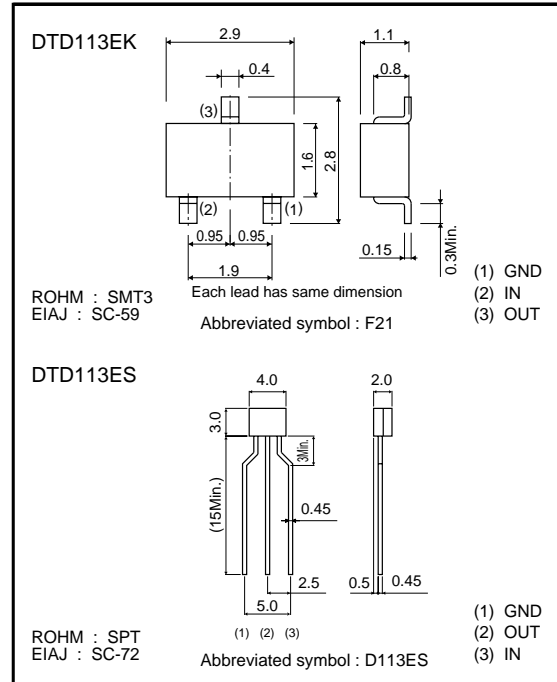 DTD113EK
2.9
1.1
0.4
0.8
(3)
1.6
2.8
(2)
(1)
0.95
0.95
0.15
0.3Min.
1.9
Each lead has same dimension
ROHM : SMT3
EIAJ : SC-59
Abbreviated symbol : F21
(1) GND
(2) IN
(3) OUT
DTD113ES
4.0
2.0
3.0
3Min.
(15Min.)
0.45
2.5
0.5
0.45
5.0
(1) (2) (3)
ROHM : SPT
EIAJ : SC-72
Abbreviated symbol : D113ES
(1) GND
(2) OUT
(3) IN